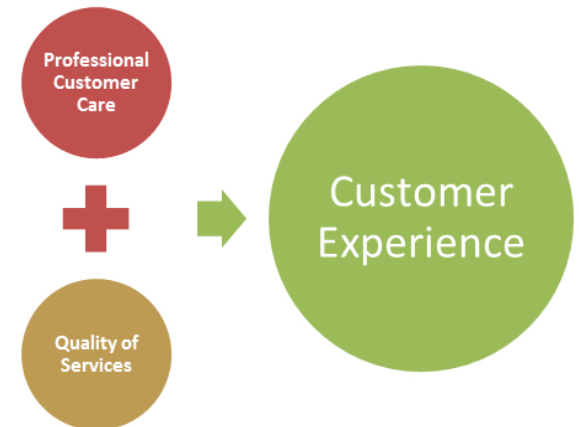 Professional
Customer
Care
Quality of
Services
Customer
Experience